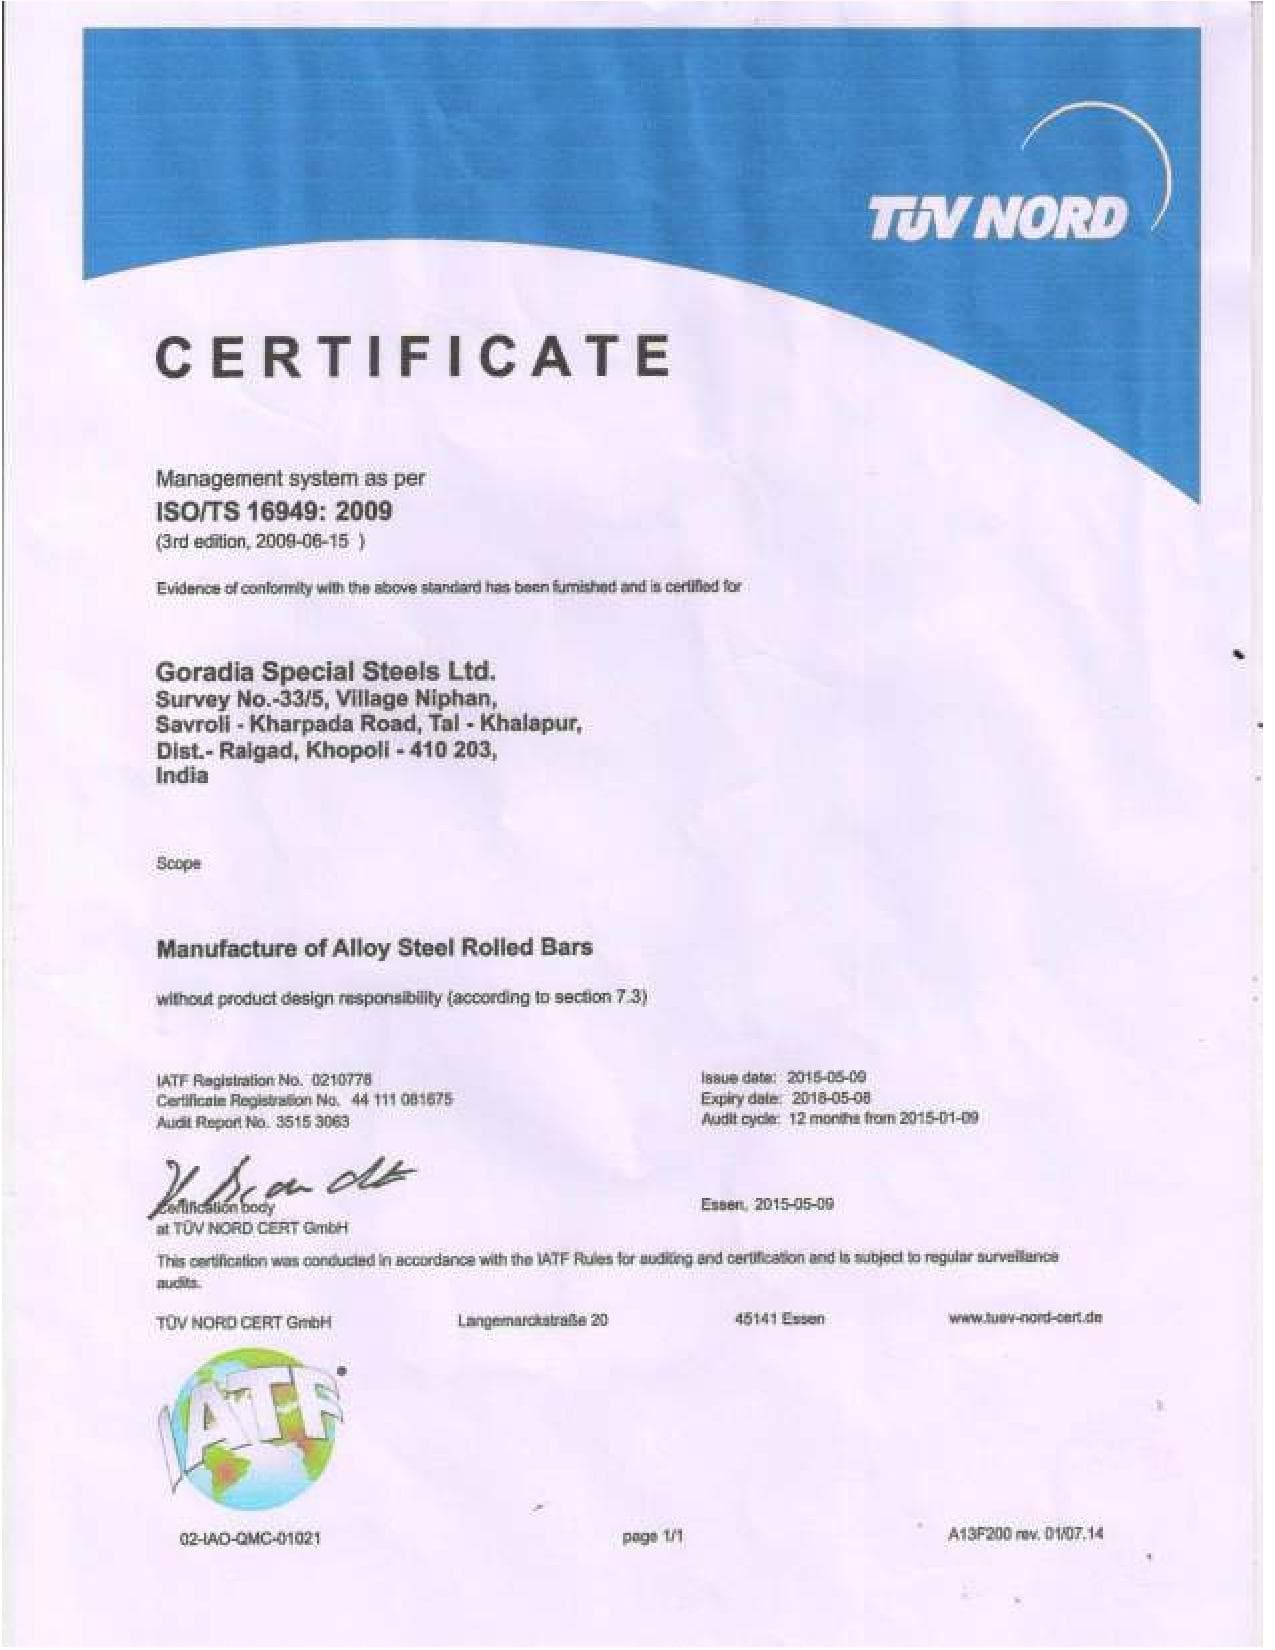 TÜV NORD
CERTIFICATE
Management system as per
ISO/TS 16949: 2009
(3rd edition, 2009-06-15 )
Evidence of conformity with the above standard has been furnished and is certified for
Goradia Special Steels Ltd.
Survey No.-33/5, Village Niphan,
Savroli - Kharpada Road, Tal - Khalapur,
Dist.- Raigad, Khopoli - 410 203,
India
Scope
Manufacture of Alloy Steel Rolled Bars
without product design responsibility (according to section 7.3)
IATF Registration No. 0210778
Certificate Registration No. 44 111 081675
Audit Report No. 3515 3063
Issue date: 2015-05-09
Expiry date: 2018-05-08
Audit cycle: 12 months from 2015-01-09
Certification body
at TÜV NORD CERT GmbH
Essen, 2015-05-09
This certification was conducted in accordance with the IATF Rules for auditing and certification and is subject to regular surveillance
audits.
TÜV NORD CERT GmbH Langemarckstraße 20 45141 Essen www.tuev-nord-cert.de
IATF ®
02-IAO-QMC-01021 page 1/1 A13F200 rev. 01/07.14